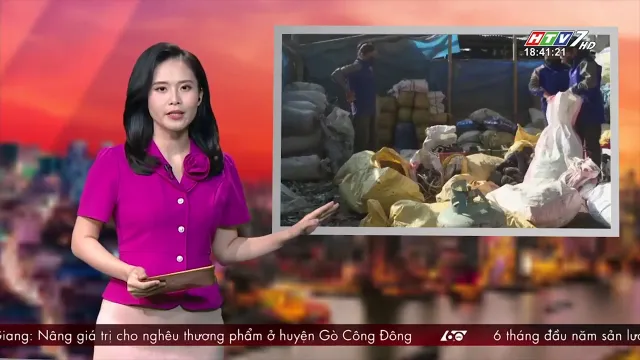 HTV7 HD
18:41:21
Giang: Nâng giá trị cho nghêu thương phẩm ở huyện Gò Công Đông 60 6 tháng đầu năm sản lư